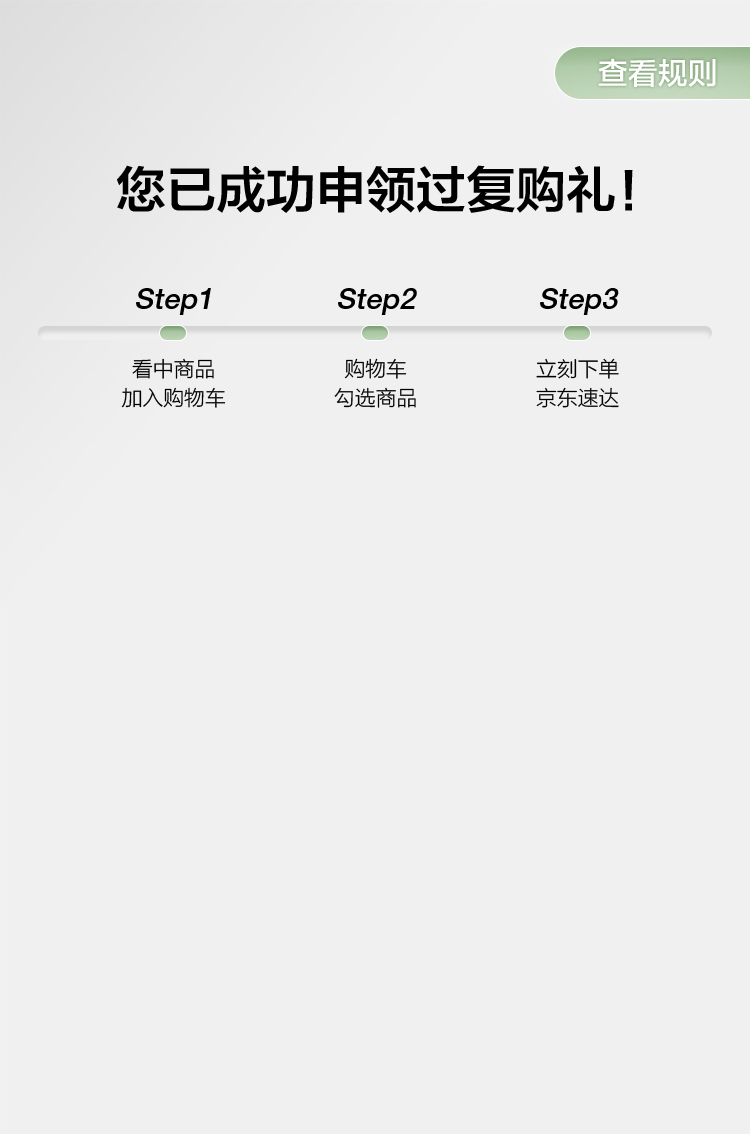 查看规则
您已成功申领过复购礼!
Step1
Step2
Step3
看中商品
加入购物车
购物车
勾选商品
立刻下单
京东速达